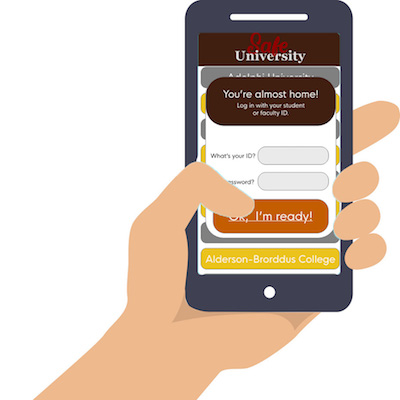 Safe
University
Adelphi University
You're almost home!
Log in with your student
or faculty ID.
What's your ID?
Password?
Ok, I'm ready!
Alderson-Brorddus College